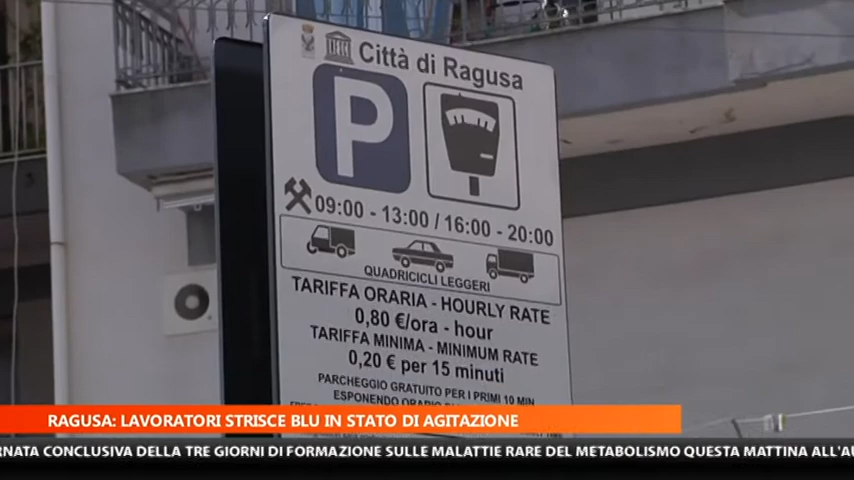 Città di Ragusa
P
09:00 - 13:00 / 16:00 - 20:00
QUADRICICLI LEGGERI
TARIFFA ORARIA - HOURLY RATE
0,80 €/ora - hour
TARIFFA MINIMA - MINIMUM RATE
0,20 € per 15 minuti
PARCHEGGIO GRATUITO PER I PRIMI 10 MIN
ESPONENDO ORARIO
RAGUSA: LAVORATORI STRISCE BLU IN STATO DI AGITAZIONE
CONCLUSIVA DELLA TRE GIORNI DI FORMAZIONE SULLE MALATTIE RARE DEL METABOLISMO QUESTA MATTINA